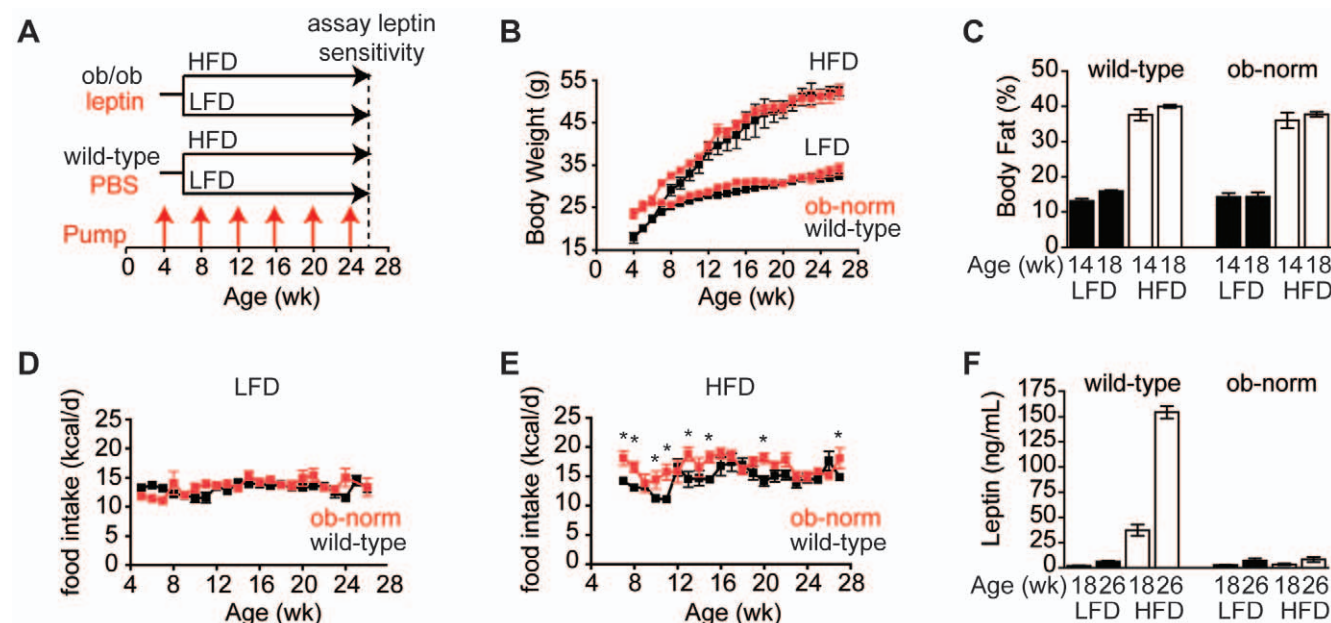 A
assay leptin
sensitivity
ob/ob
leptin
HFD
LFD
wild-type
PBS
HFD
LFD
Pump
0 4 8 12 16 20 24 28
Age (wk)
B
Body Weight (g)
55
45
35
25
15
HFD
LFD
ob-norm
wild-type
0 4 8 12 16 20 24 28
Age (wk)
C
Body Fat (%)
50
40
30
20
10
0
wild-type ob-norm
Age (wk) 14 18 14 18 14 18 14 18
LFD HFD LFD HFD
D
LFD
food intake (kcal/d)
25
20
15
10
5
0
ob-norm
wild-type
4 8 12 16 20 24 28
Age (wk)
E
HFD
food intake (kcal/d)
25
20
15
10
5
0
* * * * * * * *
ob-norm
wild-type
4 8 12 16 20 24 28
Age (wk)
F
Leptin (ng/mL)
175
150
125
100
75
50
25
0
wild-type ob-norm
Age (wk) 18 26 18 26 18 26 18 26
LFD HFD LFD HFD